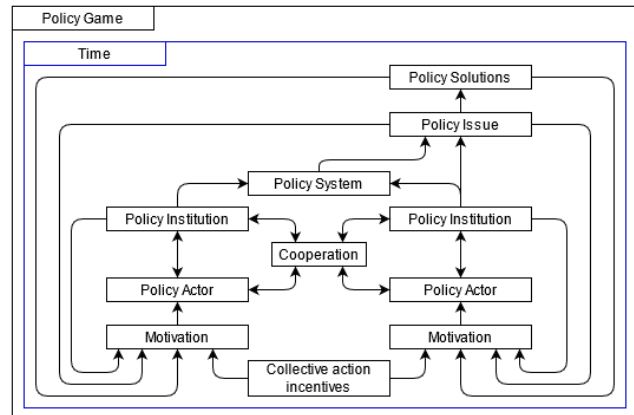 Policy Game
Time
Policy Solutions
Policy Issue
Policy System
Policy Institution
Policy Institution
Cooperation
Policy Actor
Policy Actor
Motivation
Motivation
Collective action
incentives